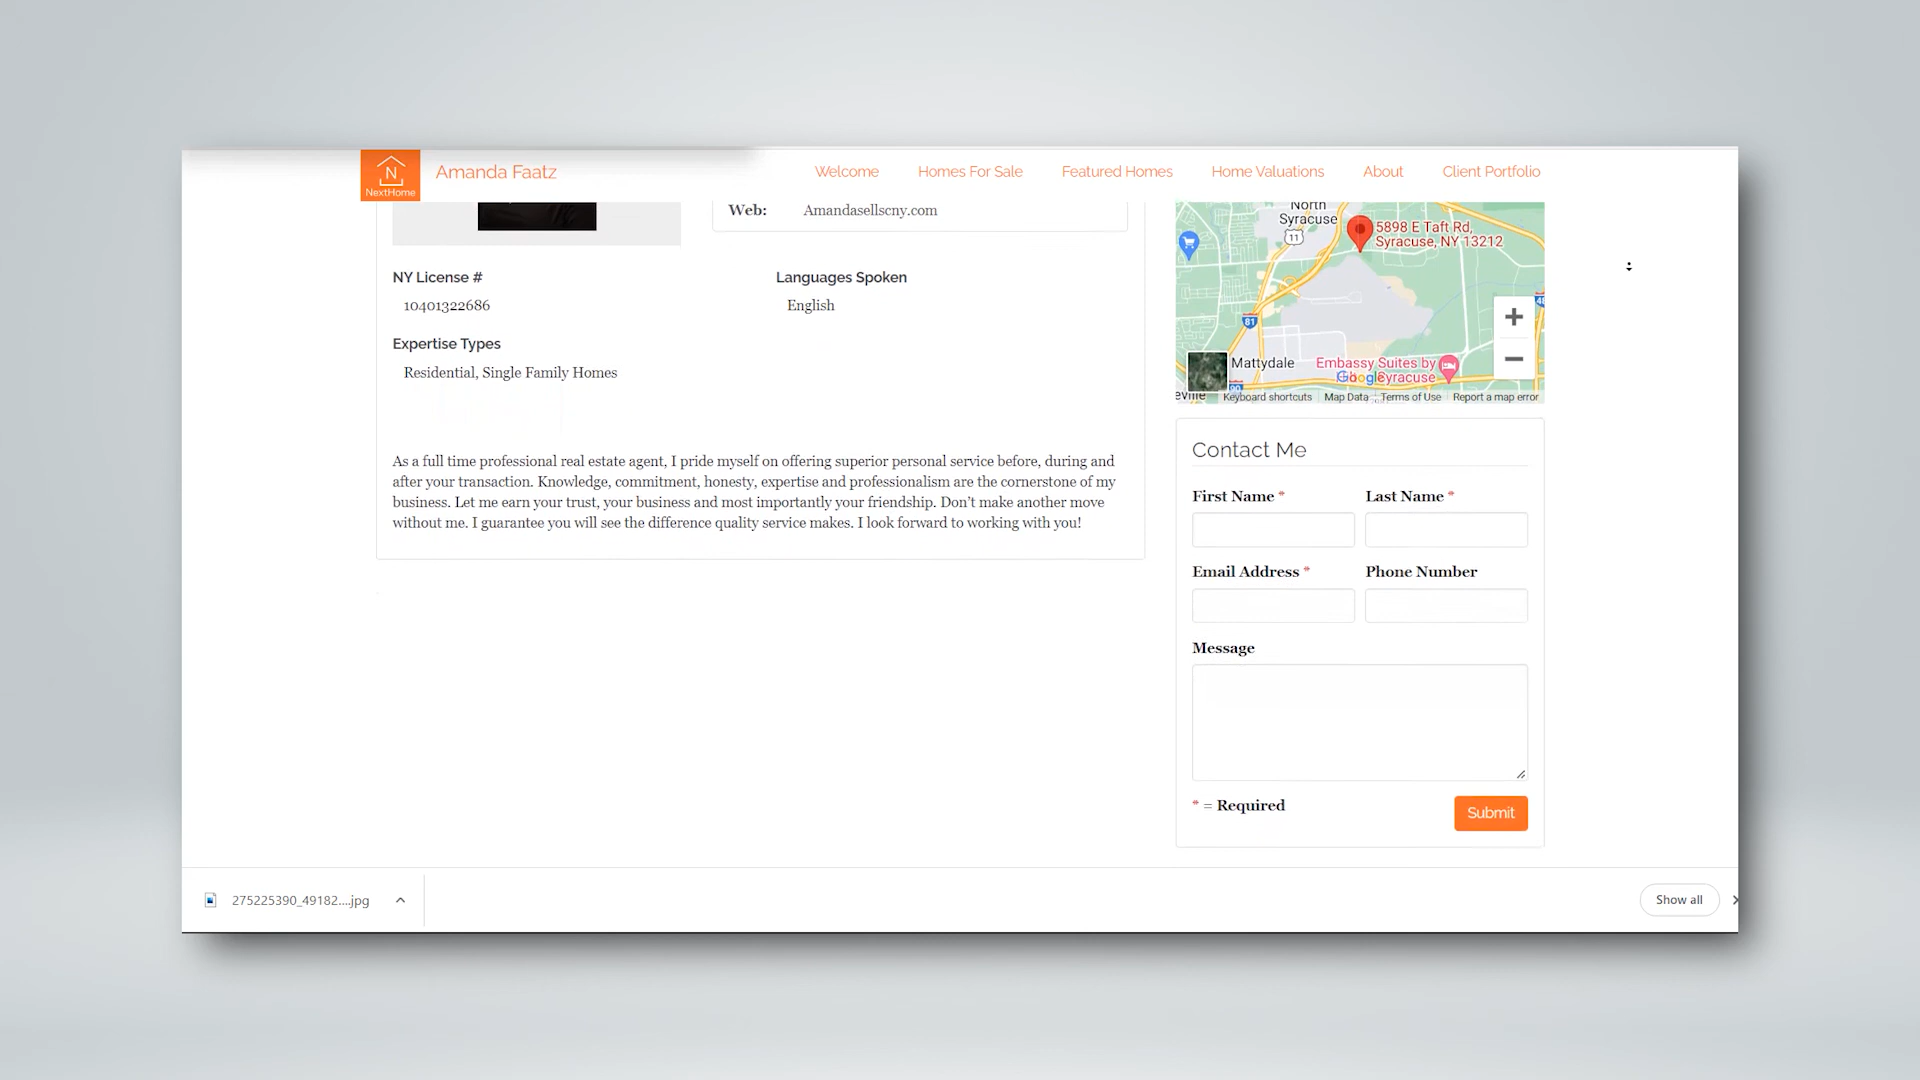 N
NextHome
Amanda Faatz
Welcome
Homes For Sale
Featured Homes
Home Valuations
About
Client Portfolio
Web:
Amandasellscny.com
NY License #
10401322686
Languages Spoken
English
Expertise Types
Residential, Single Family Homes
As a full time professional real estate agent, I pride myself on offering superior personal service before, during and
after your transaction. Knowledge, commitment, honesty, expertise and professionalism are the cornerstone of my
business. Let me earn your trust, your business and most importantly your friendship. Don't make another move
without me. I guarantee you will see the difference quality service makes. I look forward to working with you!
North
Syracuse
11
5898 E Taft Rd,
Syracuse, NY 13212
81
48
Mattydale
Embassy Suites by
Google
Syracuse
90
eville
Keyboard shortcuts
Map Data
Terms of Use
Report a map error
Contact Me
First Name *
Last Name *
Email Address *
Phone Number
Message
* = Required
Submit
275225390_49182....jpg
Show all